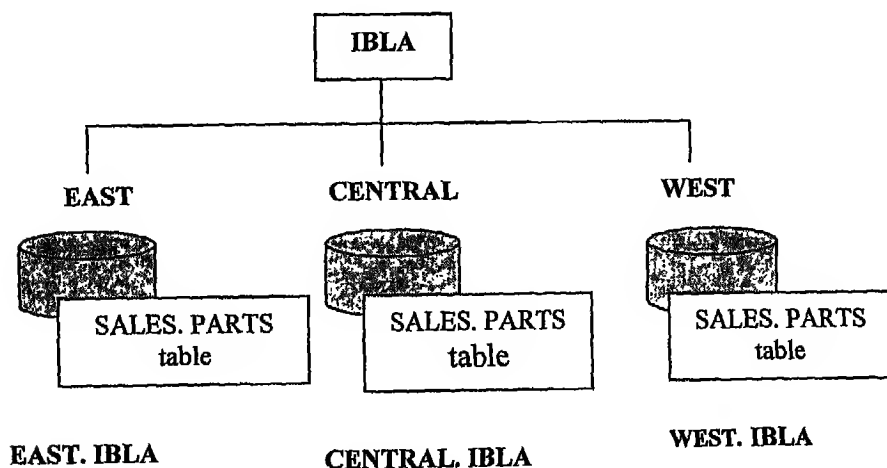 IBLA
EAST
CENTRAL
WEST
SALES. PARTS
table
SALES. PARTS
table
SALES. PARTS
table
EAST. IBLA
CENTRAL. IBLA
WEST. IBLA